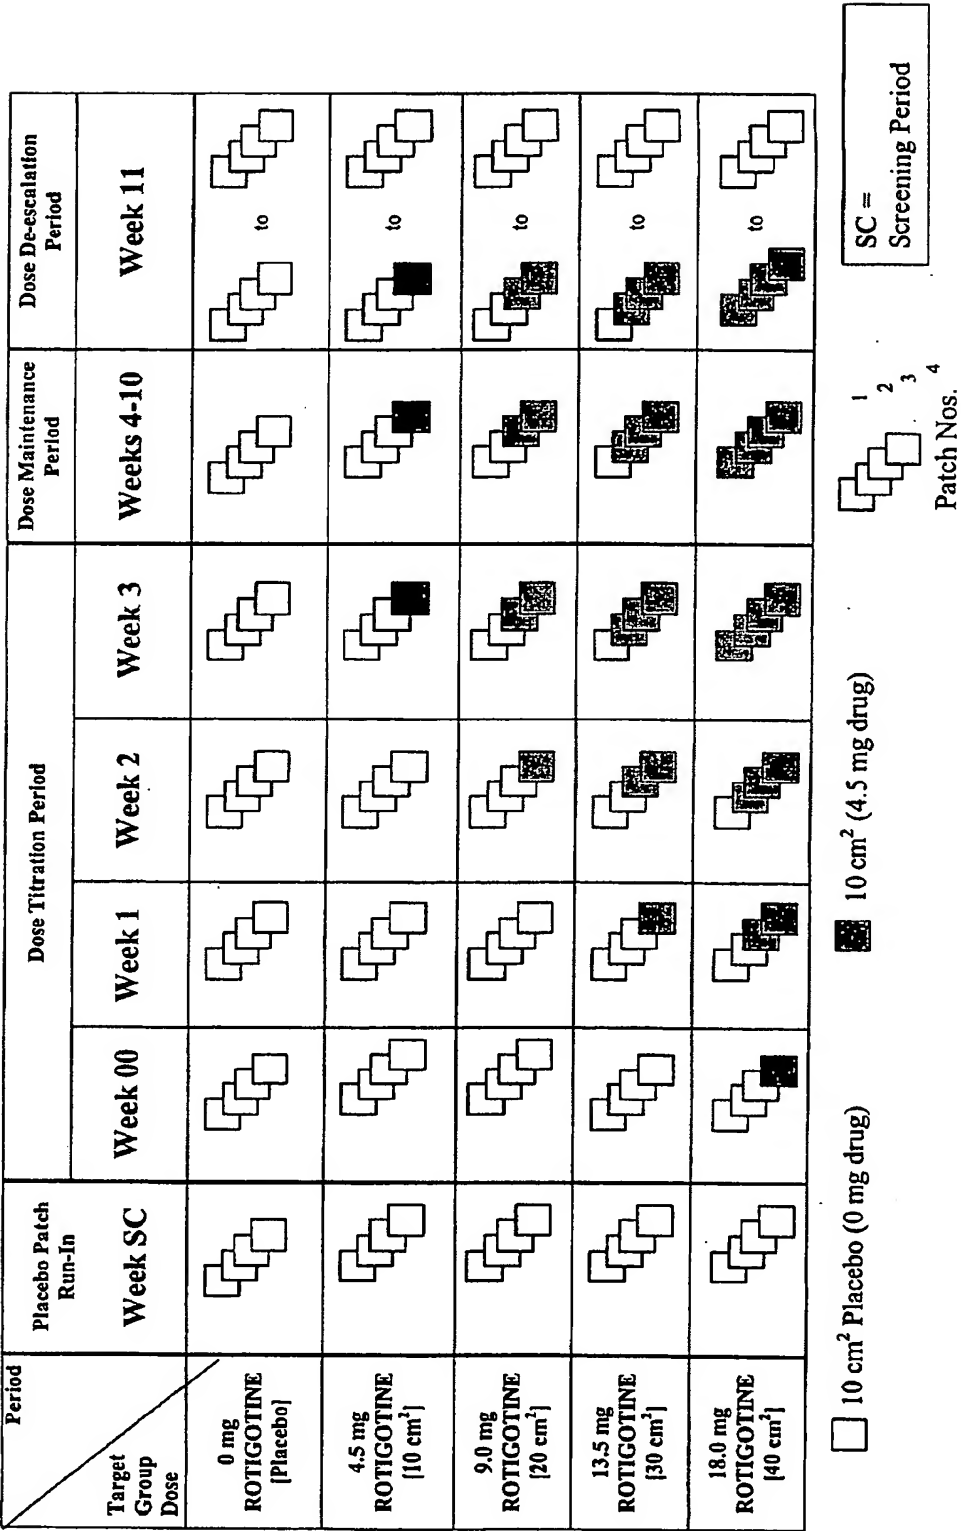 Period
Target
Group
Dose
Placebo Patch
Run-In
Week SC
Dose Titration Period
Week 00
Week 1
Week 2
Week 3
Dose Maintenance
Period
Weeks 4-10
Dose De-escalation
Period
Week 11
0 mg
ROTIGOTINE
[Placebo]
to
4.5 mg
ROTIGOTINE
[10 cm²]
to
9.0 mg
ROTIGOTINE
[20 cm²]
to
13.5 mg
ROTIGOTINE
[30 cm²]
to
18.0 mg
ROTIGOTINE
[40 cm²]
to
10 cm² Placebo (0 mg drug)
10 cm² (4.5 mg drug)
1
2
3
4
Patch Nos.
SC =
Screening Period